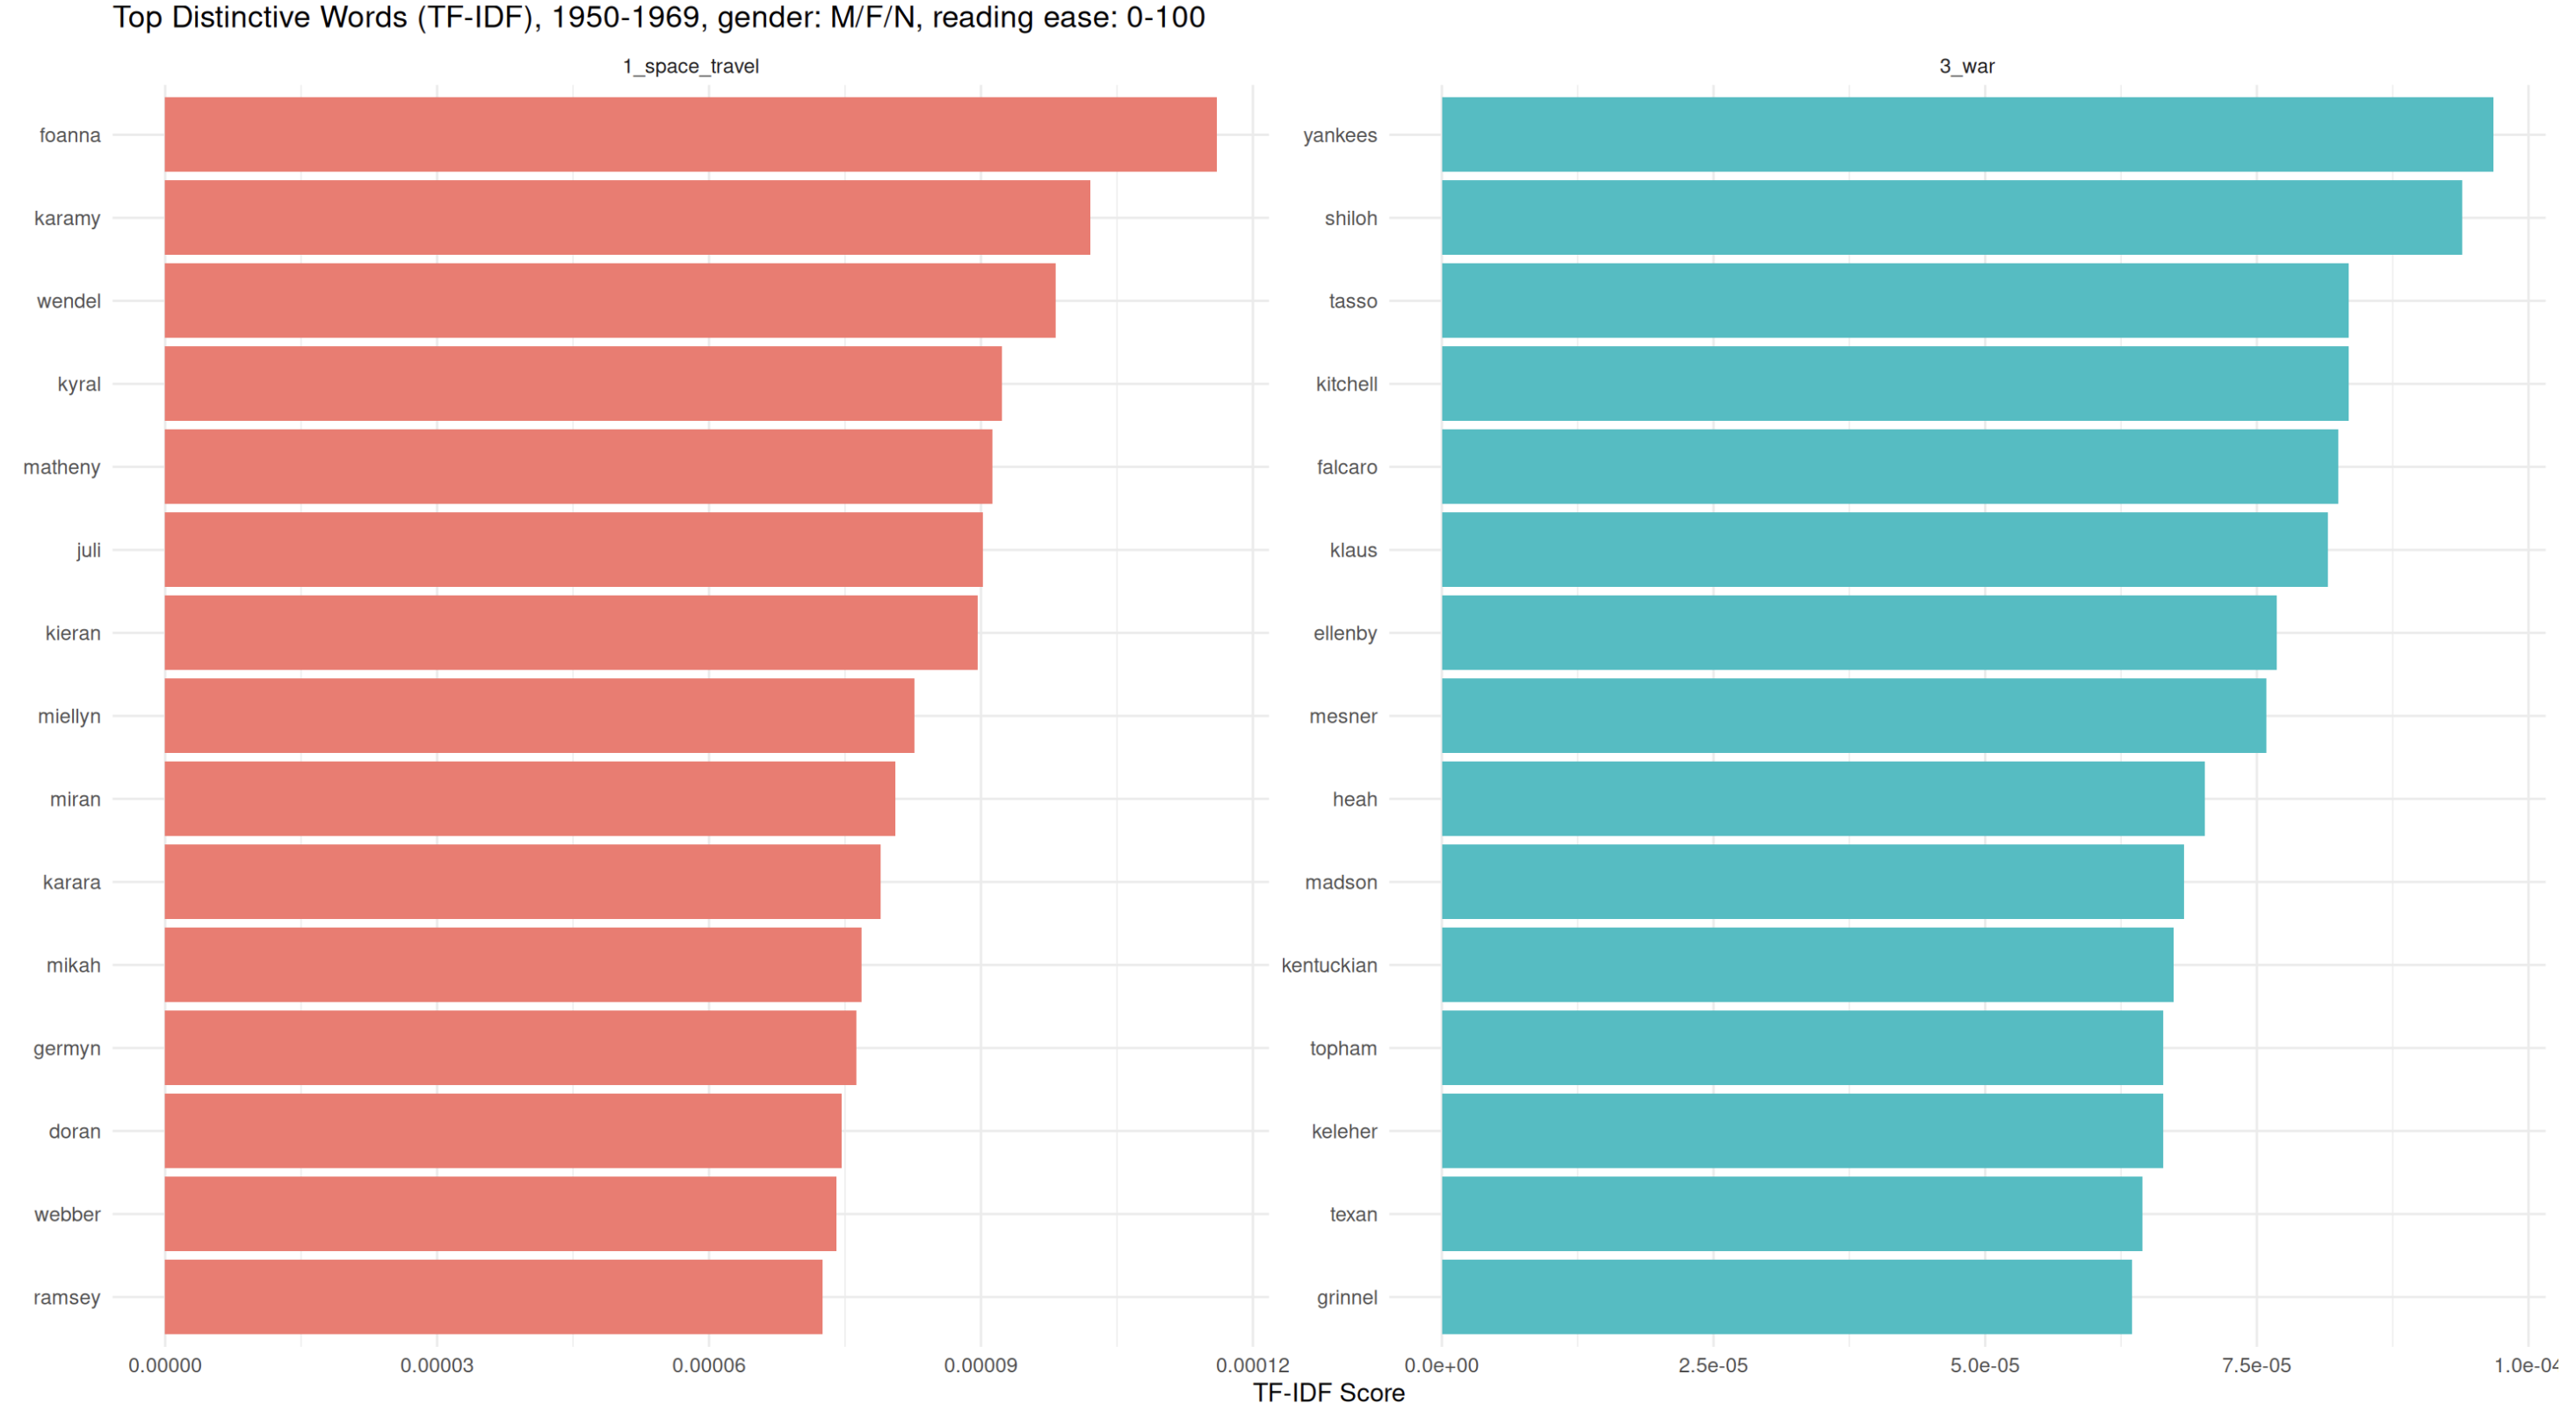 Top Distinctive Words (TF-IDF), 1950-1969, gender: M/F/N, reading ease: 0-100
1_space_travel
foanna
karamy
wendel
kyral
matheny
juli
kieran
miellyn
miran
karara
mikah
germyn
doran
webber
ramsey
0.00000 0.00003 0.00006 0.00009 0.00012
3_war
yankees
shiloh
tasso
kitchell
falcaro
klaus
ellenby
mesner
heah
madson
kentuckian
topham
keleher
texan
grinnel
0.0e+00 2.5e-05 5.0e-05 7.5e-05 1.0e-04
TF-IDF Score